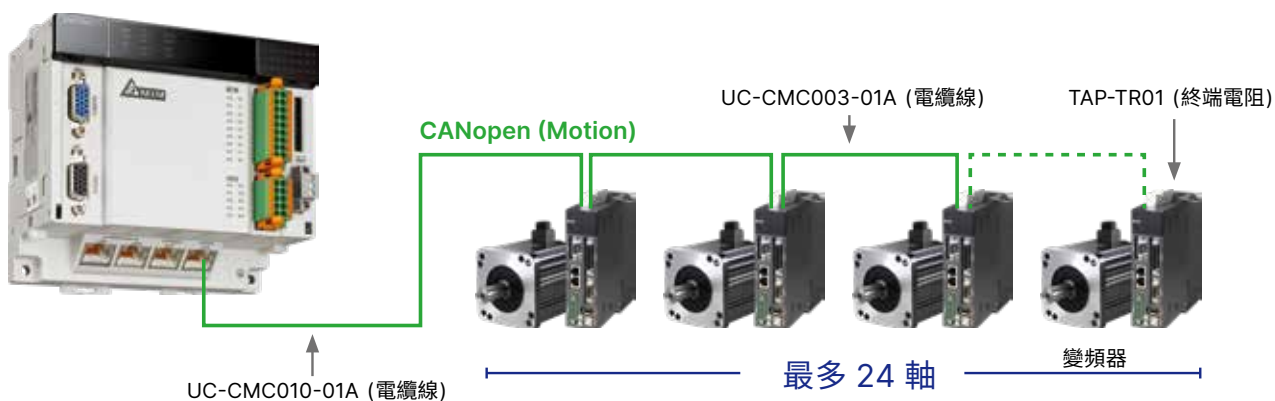 UC-CMC003-01A (電纜線)
TAP-TR01 (終端電阻)
CANopen (Motion)
變頻器
最多 24 軸
UC-CMC010-01A (電纜線)